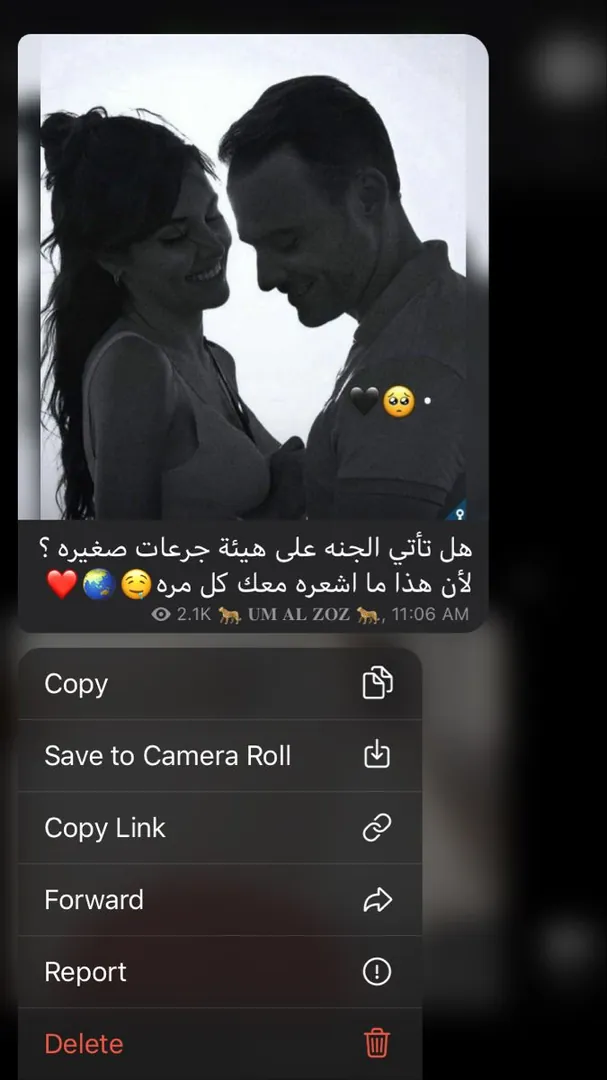 🖤🥺 •
هل تأتي الجنه على هيئة جرعات صغيره ؟
لأن هذا ما اشعره معك كل مره🤤🌏❤️
2.1K 🐆 𝐔𝐌 𝐀𝐋 𝐙𝐎𝐙 🐆, 11:06 AM
Copy
Save to Camera Roll
Copy Link
Forward
Report
Delete